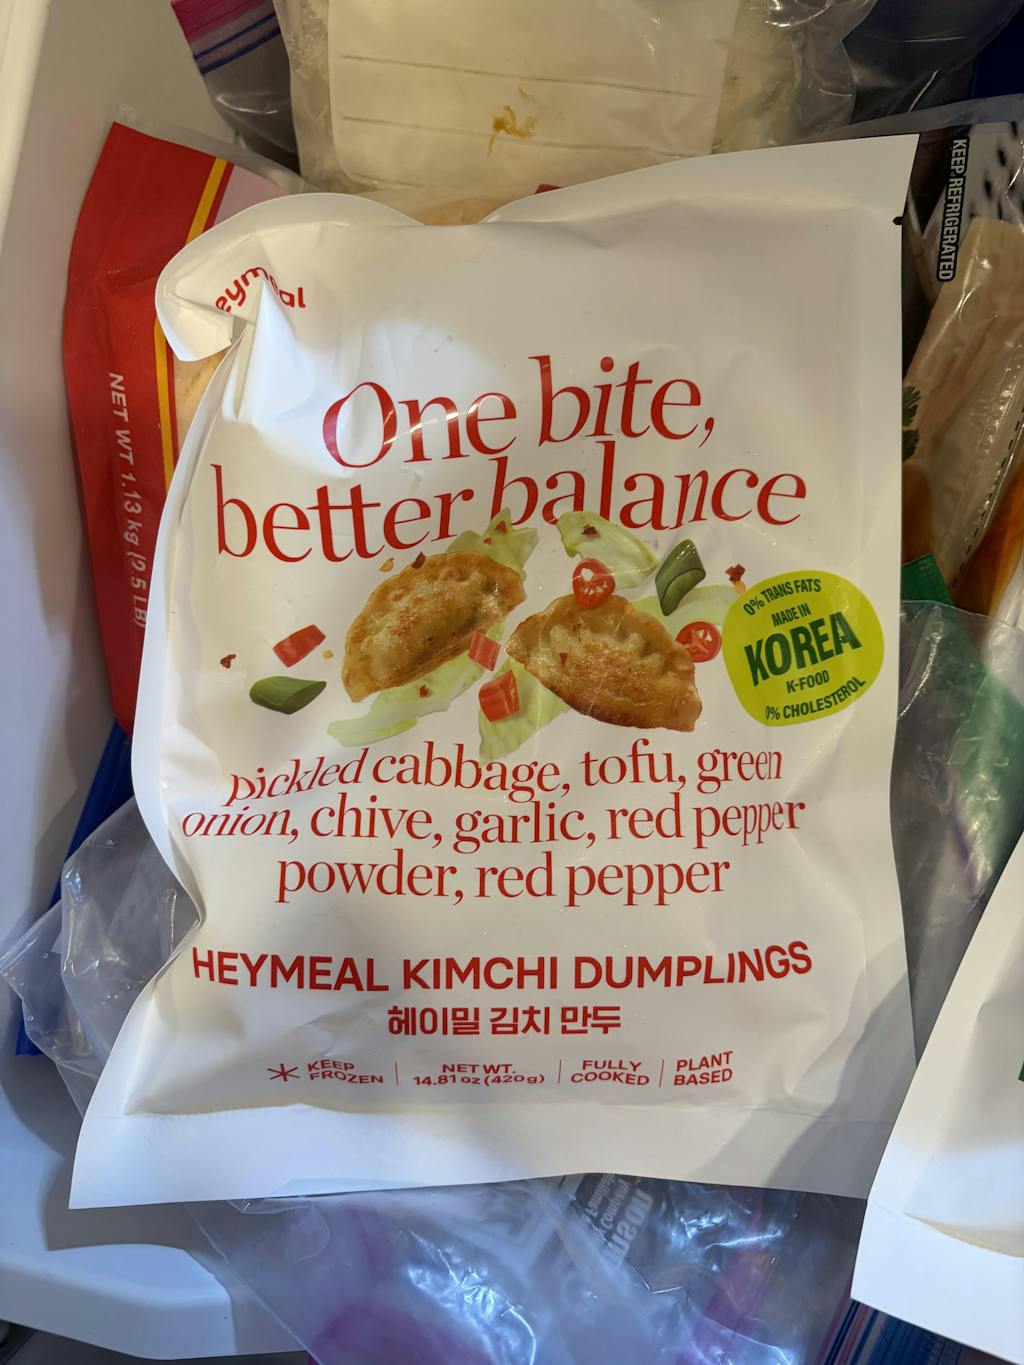 eymeal
One bite,
better balance
0% TRANS FATS
MADE IN
KOREA
K-FOOD
0% CHOLESTEROL
pickled cabbage, tofu, green
onion, chive, garlic, red pepper
powder, red pepper
HEYMEAL KIMCHI DUMPLINGS
헤이밀 김치 만두
KEEP
FROZEN
NET WT.
14.81 oz (420g)
FULLY
COOKED
PLANT
BASED
NET WT 1.13 kg (2.5 LB)
KEEP REFRIGERATED